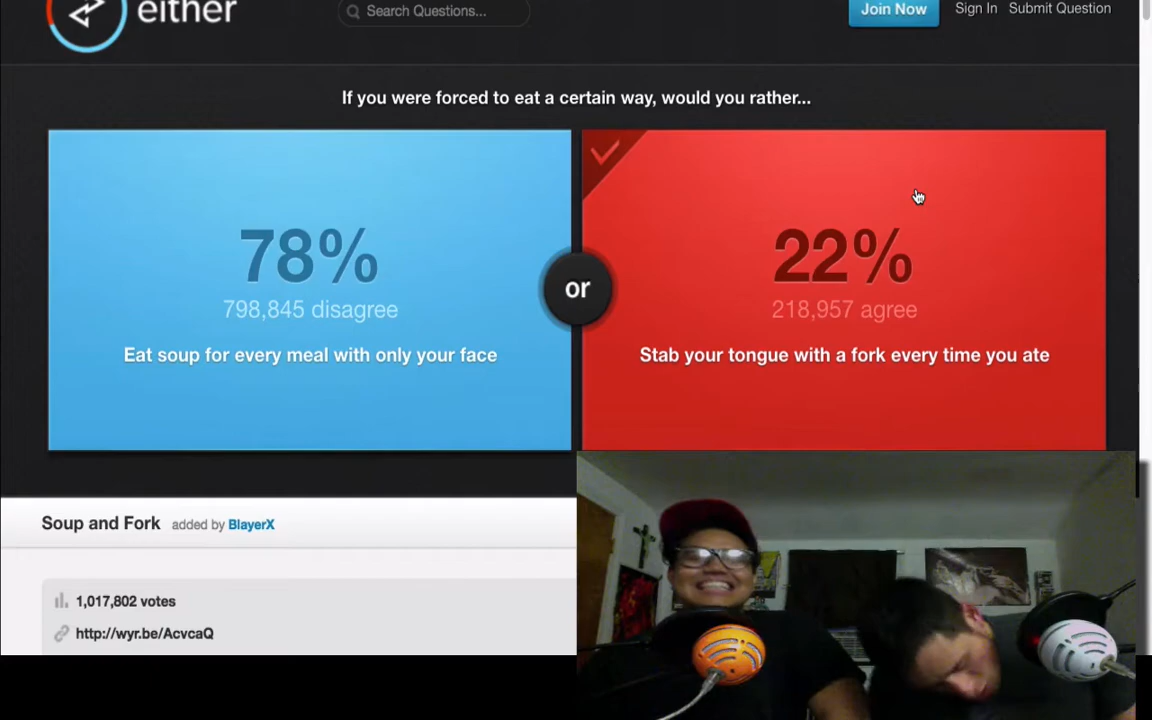 either
Search Questions...
Join Now
Sign In
Submit Question
If you were forced to eat a certain way, would you rather...
78%
798,845 disagree
Eat soup for every meal with only your face
or
22%
218,957 agree
Stab your tongue with a fork every time you ate
Soup and Fork added by BlayerX
1,017,802 votes
http://wyr.be/AcvcaQ